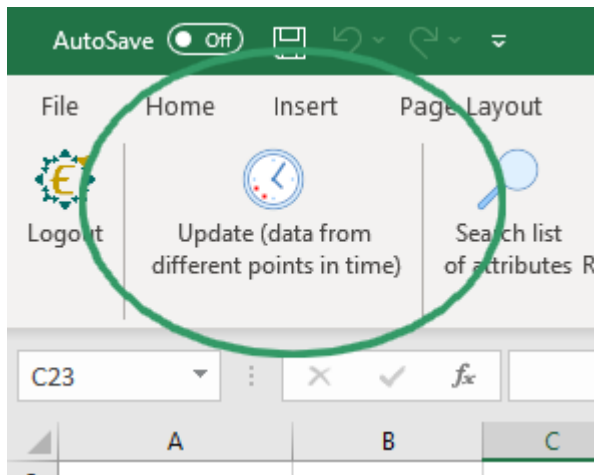 AutoSave Off
File Home Insert Page Layout
Logout
Update (data from
different points in time)
Search list
of attributes R
C23 fx
A B C